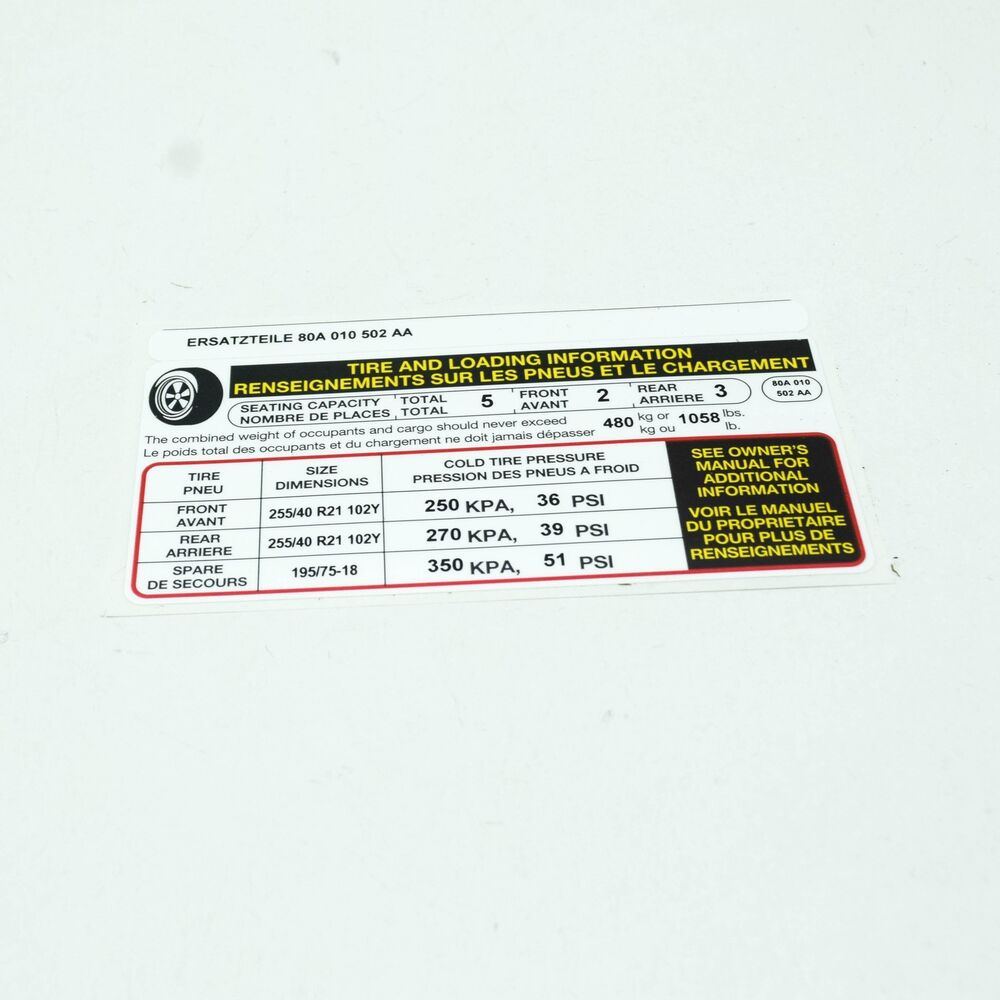 ERSATZTEILE 80A 010 502 AA
TIRE AND LOADING INFORMATION
RENSEIGNEMENTS SUR LES PNEUS ET LE CHARGEMENT
SEATING CAPACITY TOTAL 5 FRONT 2 REAR 3
NOMBRE DE PLACES TOTAL AVANT ARRIERE
80A 010
502 AA
The combined weight of occupants and cargo should never exceed 480 kg or 1058 lbs.
Le poids total des occupants et du chargement ne doit jamais dépasser kg ou lb.
TIRE
PNEU
SIZE
DIMENSIONS
COLD TIRE PRESSURE
PRESSION DES PNEUS A FROID
FRONT
AVANT
255/40 R21 102Y
250 KPA, 36 PSI
REAR
ARRIERE
255/40 R21 102Y
270 KPA, 39 PSI
SPARE
DE SECOURS
195/75-18
350 KPA, 51 PSI
SEE OWNER'S
MANUAL FOR
ADDITIONAL
INFORMATION
VOIR LE MANUEL
DU PROPRIETAIRE
POUR PLUS DE
RENSEIGNEMENTS